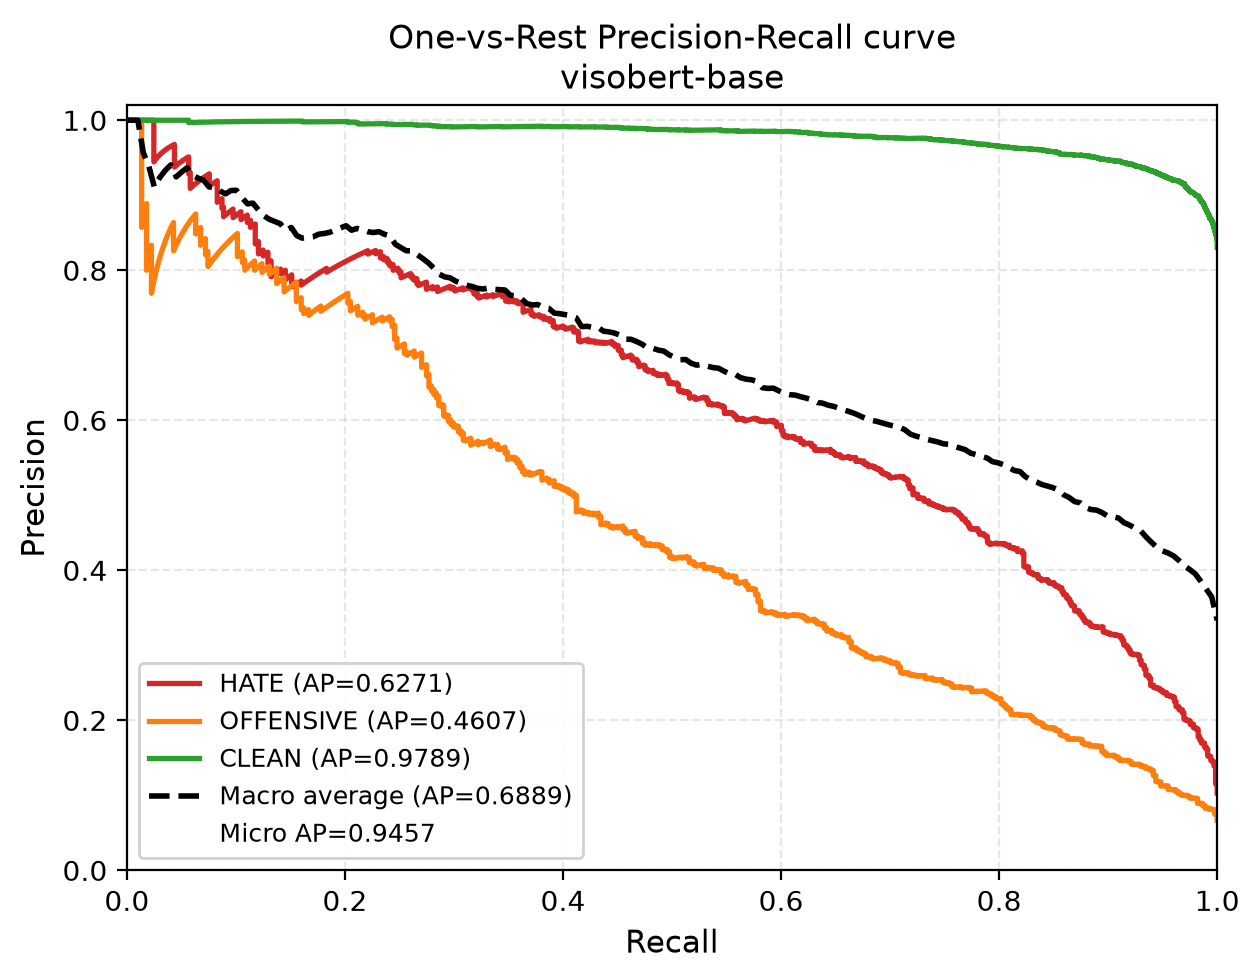 One-vs-Rest Precision-Recall curve
visobert-base
Precision
1.0
0.8
0.6
0.4
0.2
0.0
HATE (AP=0.6271)
OFFENSIVE (AP=0.4607)
CLEAN (AP=0.9789)
Macro average (AP=0.6889)
Micro AP=0.9457
0.0 0.2 0.4 0.6 0.8 1.0
Recall